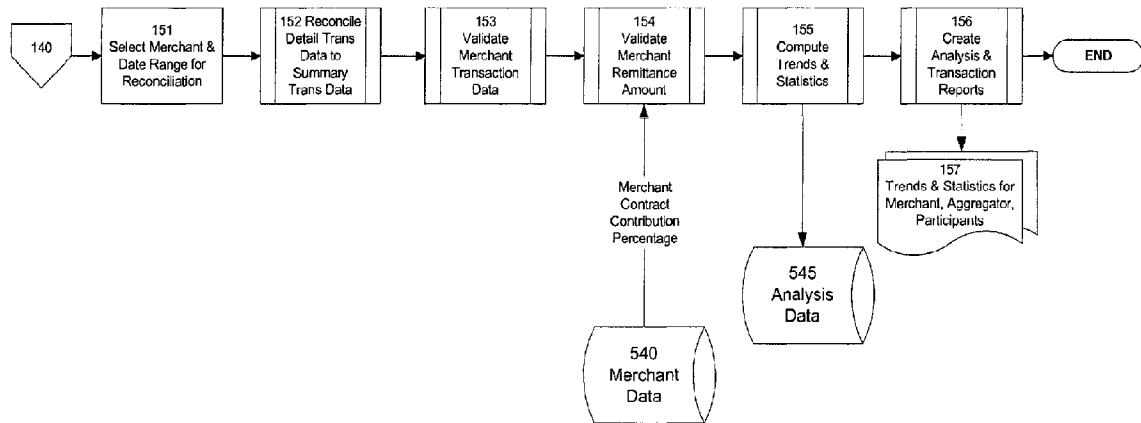 140
151
Select Merchant &
Date Range for
Reconciliation
152 Reconcile
Detail Trans
Data to
Summary
Trans Data
153
Validate
Merchant
Transaction
Data
154
Validate
Merchant
Remittance
Amount
155
Compute
Trends &
Statistics
156
Create
Analysis &
Transaction
Reports
END
157
Trends & Statistics for
Merchant, Aggregator,
Participants
Merchant
Contract
Contribution
Percentage
545
Analysis
Data
540
Merchant
Data